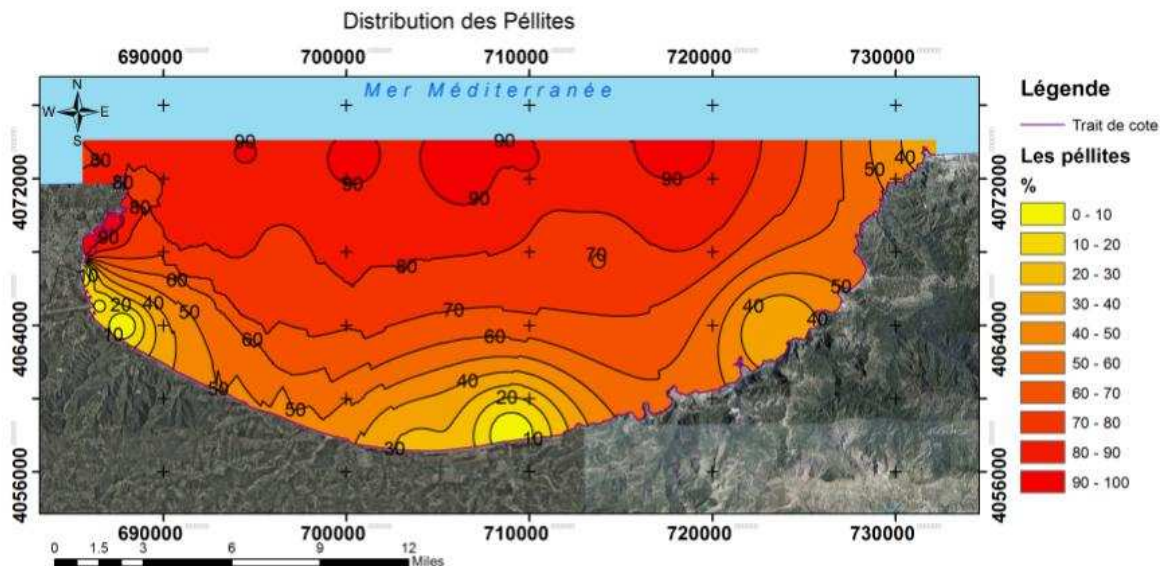 Distribution des Péllites
690000 700000 710000 720000 730000
Mer Méditerranée
N
W E
S
4072000
4064000
4056000
4072000
4064000
4056000
90 90 90
80 80 80 90
90 90 90
50 40
80 70
60 50
20 40 50
10
60 70 60
40 40
50 50
40 20 10 30
690000 700000 710000 720000 730000
0 1.5 3 6 9 12
Miles
Légende
Trait de cote
Les péllites
%
0 - 10
10 - 20
20 - 30
30 - 40
40 - 50
50 - 60
60 - 70
70 - 80
80 - 90
90 - 100